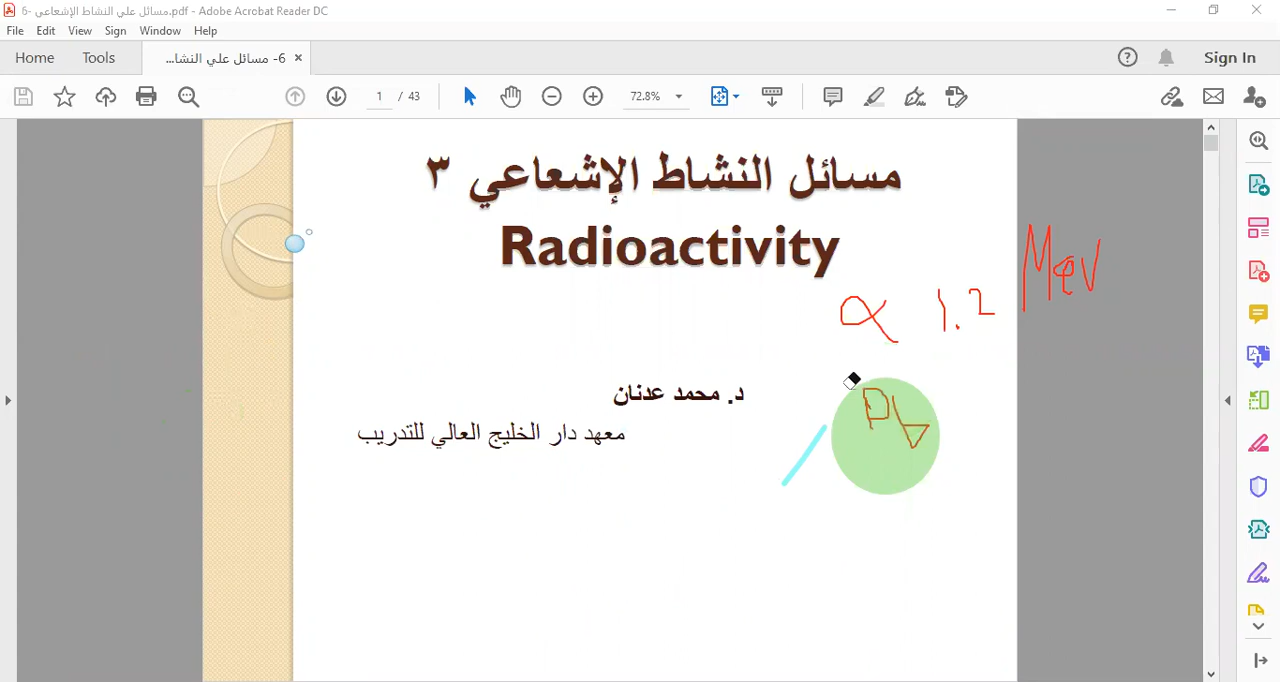 6- مسائل علي النشاط الإشعاعي.pdf - Adobe Acrobat Reader DC
File Edit View Sign Window Help
Home Tools 6- مسائل علي النشا... × Sign In
1 / 43 72.8%
مسائل النشاط الإشعاعي ٣
Radioactivity
MeV
α 1.2
د. محمد عدنان
معهد دار الخليج العالي للتدريب
Pb